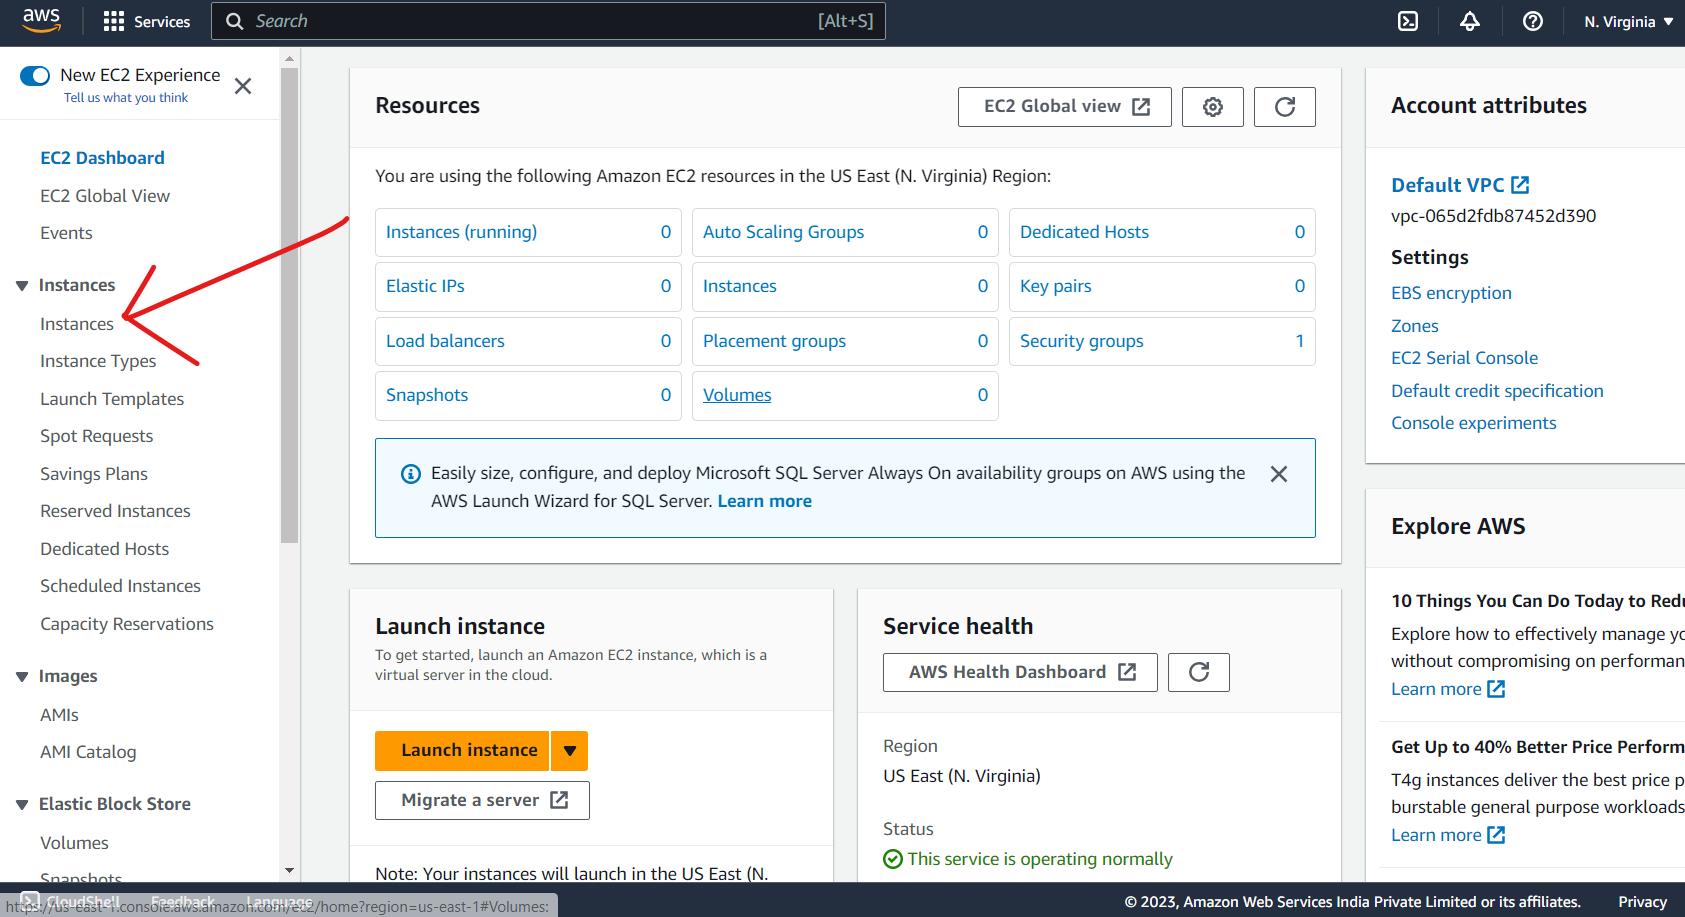 aws
Services
Search
[Alt+S]
N. Virginia
New EC2 Experience
Tell us what you think
EC2 Dashboard
EC2 Global View
Events
Instances
Instances
Instance Types
Launch Templates
Spot Requests
Savings Plans
Reserved Instances
Dedicated Hosts
Scheduled Instances
Capacity Reservations
Images
AMIs
AMI Catalog
Elastic Block Store
Volumes
Snapshots
Resources
EC2 Global view
You are using the following Amazon EC2 resources in the US East (N. Virginia) Region:
Instances (running) 0
Auto Scaling Groups 0
Dedicated Hosts 0
Elastic IPs 0
Instances 0
Key pairs 0
Load balancers 0
Placement groups 0
Security groups 1
Snapshots 0
Volumes 0
Easily size, configure, and deploy Microsoft SQL Server Always On availability groups on AWS using the
AWS Launch Wizard for SQL Server. Learn more
Launch instance
To get started, launch an Amazon EC2 instance, which is a
virtual server in the cloud.
Launch instance
Migrate a server
Note: Your instances will launch in the US East (N.
Service health
AWS Health Dashboard
Region
US East (N. Virginia)
Status
This service is operating normally
Account attributes
Default VPC
vpc-065d2fdb87452d390
Settings
EBS encryption
Zones
EC2 Serial Console
Default credit specification
Console experiments
Explore AWS
10 Things You Can Do Today to Redu
Explore how to effectively manage yo
without compromising on performan
Learn more
Get Up to 40% Better Price Perform
T4g instances deliver the best price p
burstable general purpose workloads
Learn more
CloudShell
Feedback
Language
https://us-east-1.console.aws.amazon.com/ec2/home?region=us-east-1#Volumes:
© 2023, Amazon Web Services India Private Limited or its affiliates.
Privacy